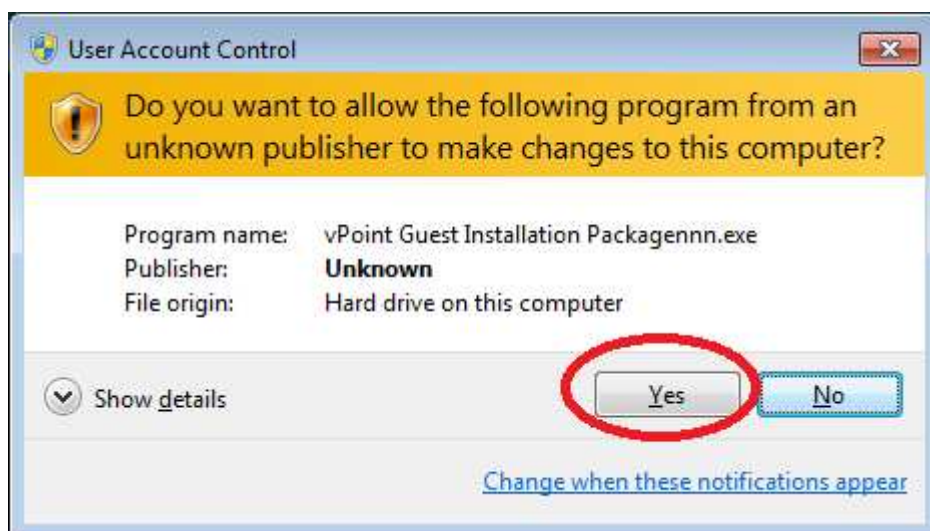 User Account Control
Do you want to allow the following program from an
unknown publisher to make changes to this computer?
Program name: vPoint Guest Installation Packagennn.exe
Publisher: Unknown
File origin: Hard drive on this computer
Show details
Yes No
Change when these notifications appear